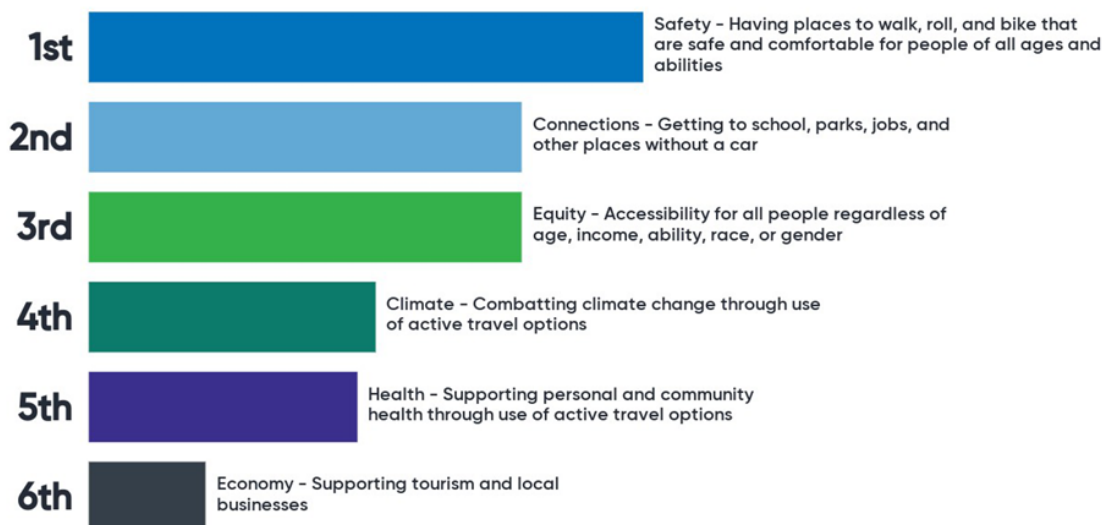 1st
Safety - Having places to walk, roll, and bike that
are safe and comfortable for people of all ages and
abilities
2nd
Connections - Getting to school, parks, jobs, and
other places without a car
3rd
Equity - Accessibility for all people regardless of
age, income, ability, race, or gender
4th
Climate - Combatting climate change through use
of active travel options
5th
Health - Supporting personal and community
health through use of active travel options
6th
Economy - Supporting tourism and local
businesses